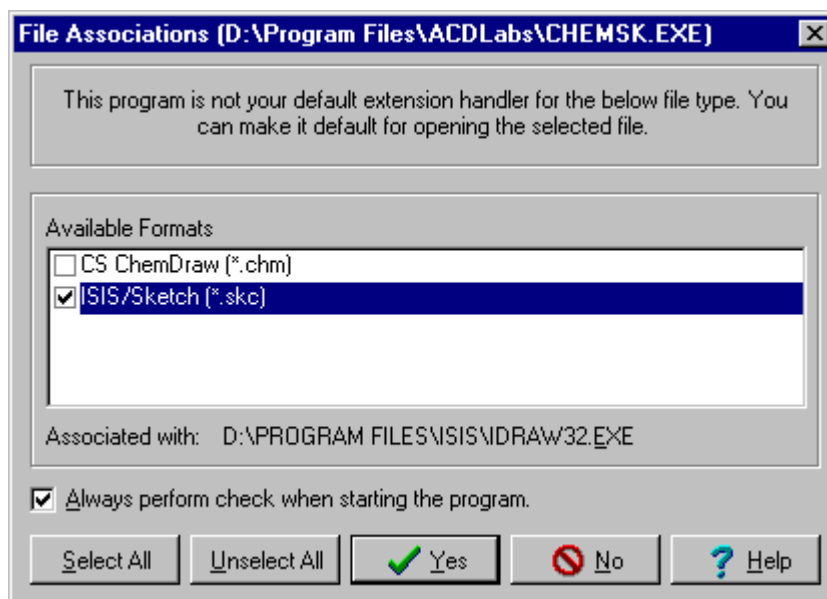 File Associations (D:\Program Files\ACDLabs\CHEMSK.EXE)
This program is not your default extension handler for the below file type. You
can make it default for opening the selected file.
Available Formats
CS ChemDraw (*.chm)
ISIS/Sketch (*.skc)
Associated with: D:\PROGRAM FILES\ISIS\IDRAW32.EXE
Always perform check when starting the program.
Select All Unselect All Yes No Help